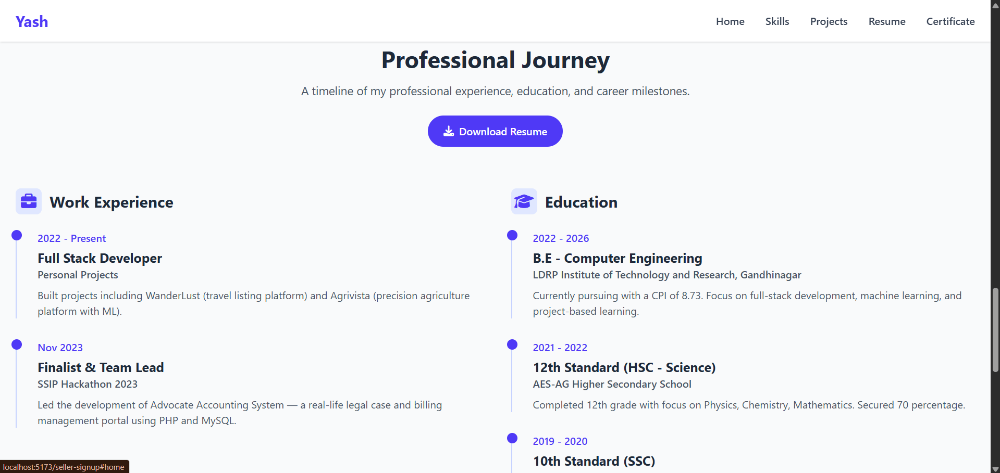 Yash
Home
Skills
Projects
Resume
Certificate
Professional Journey
A timeline of my professional experience, education, and career milestones.
Download Resume
Work Experience
2022 - Present
Full Stack Developer
Personal Projects
Built projects including WanderLust (travel listing platform) and Agrivista (precision agriculture
platform with ML).
Nov 2023
Finalist & Team Lead
SSIP Hackathon 2023
Led the development of Advocate Accounting System — a real-life legal case and billing
management portal using PHP and MySQL.
Education
2022 - 2026
B.E - Computer Engineering
LDRP Institute of Technology and Research, Gandhinagar
Currently pursuing with a CPI of 8.73. Focus on full-stack development, machine learning, and
project-based learning.
2021 - 2022
12th Standard (HSC - Science)
AES-AG Higher Secondary School
Completed 12th grade with focus on Physics, Chemistry, Mathematics. Secured 70 percentage.
2019 - 2020
10th Standard (SSC)
localhost:5173/seller-signup#home